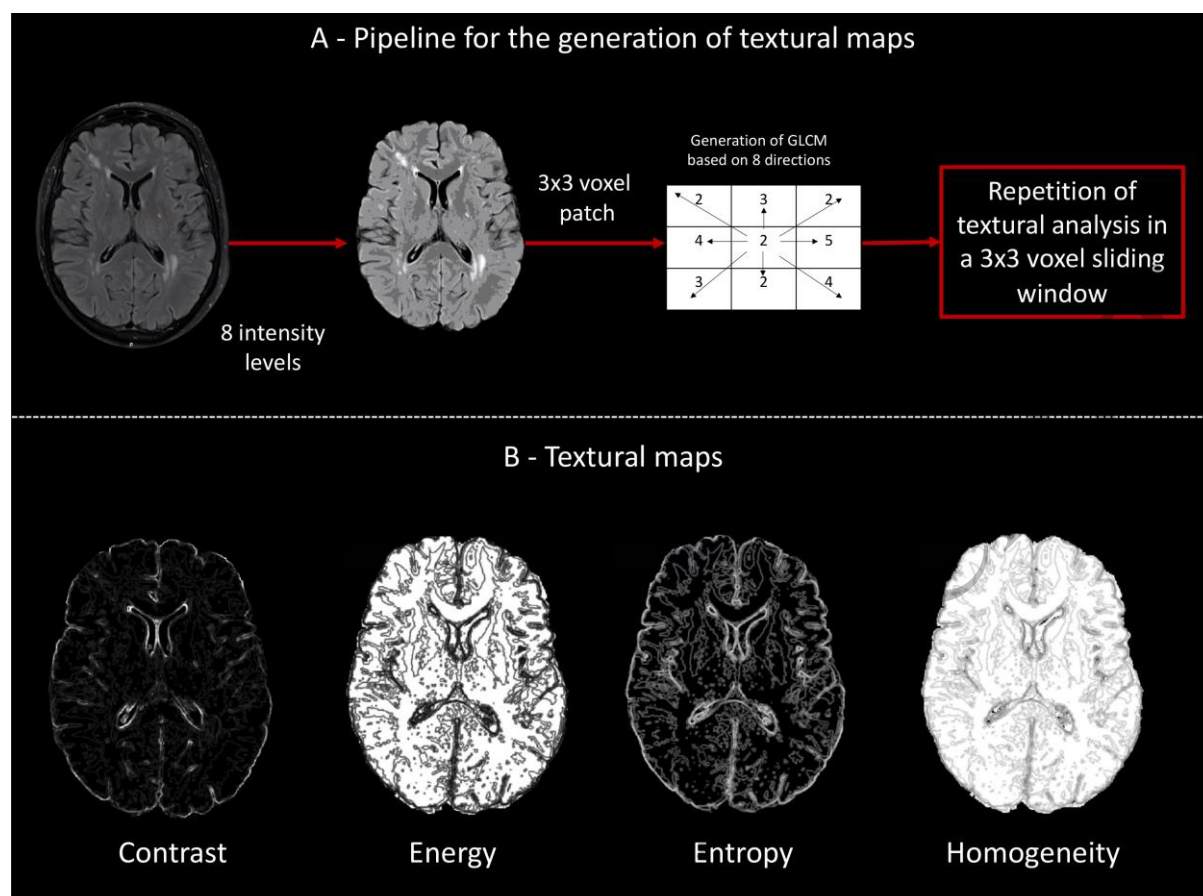 A - Pipeline for the generation of textural maps
8 intensity
levels
3x3 voxel
patch
Generation of GLCM
based on 8 directions
2 3 2
4 2 5
3 2 4
Repetition of
textural analysis in
a 3x3 voxel sliding
window
B - Textural maps
Contrast
Energy
Entropy
Homogeneity